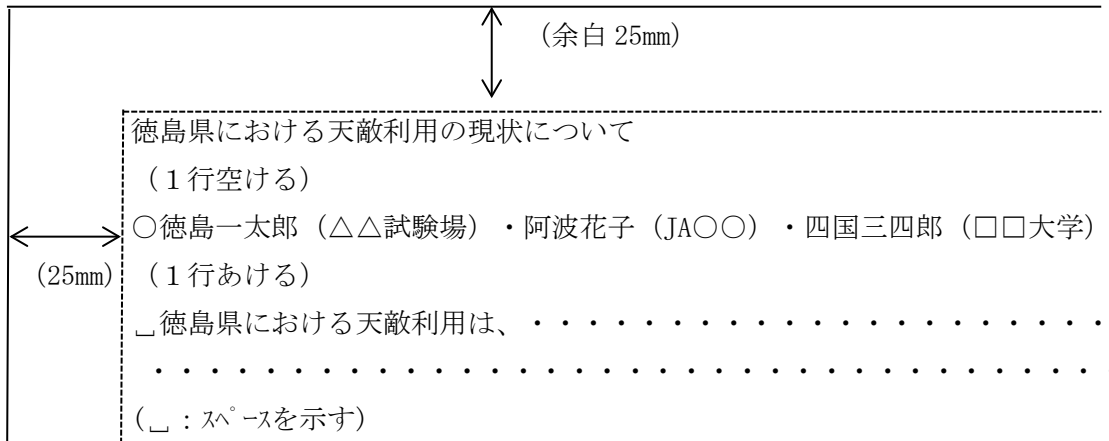 (余白 25mm)
徳島県における天敵利用の現状について
(1行空ける)
○徳島一太郎(△△試験場)・阿波花子(JA○○)・四国三四郎(□□大学)
(25mm)
(1行あける)
␣徳島県における天敵利用は、・・・・・・・・・・・・・・・・・・・・・
・・・・・・・・・・・・・・・・・・・・・・・・・・・・・・・・・・
(␣:スペースを示す)